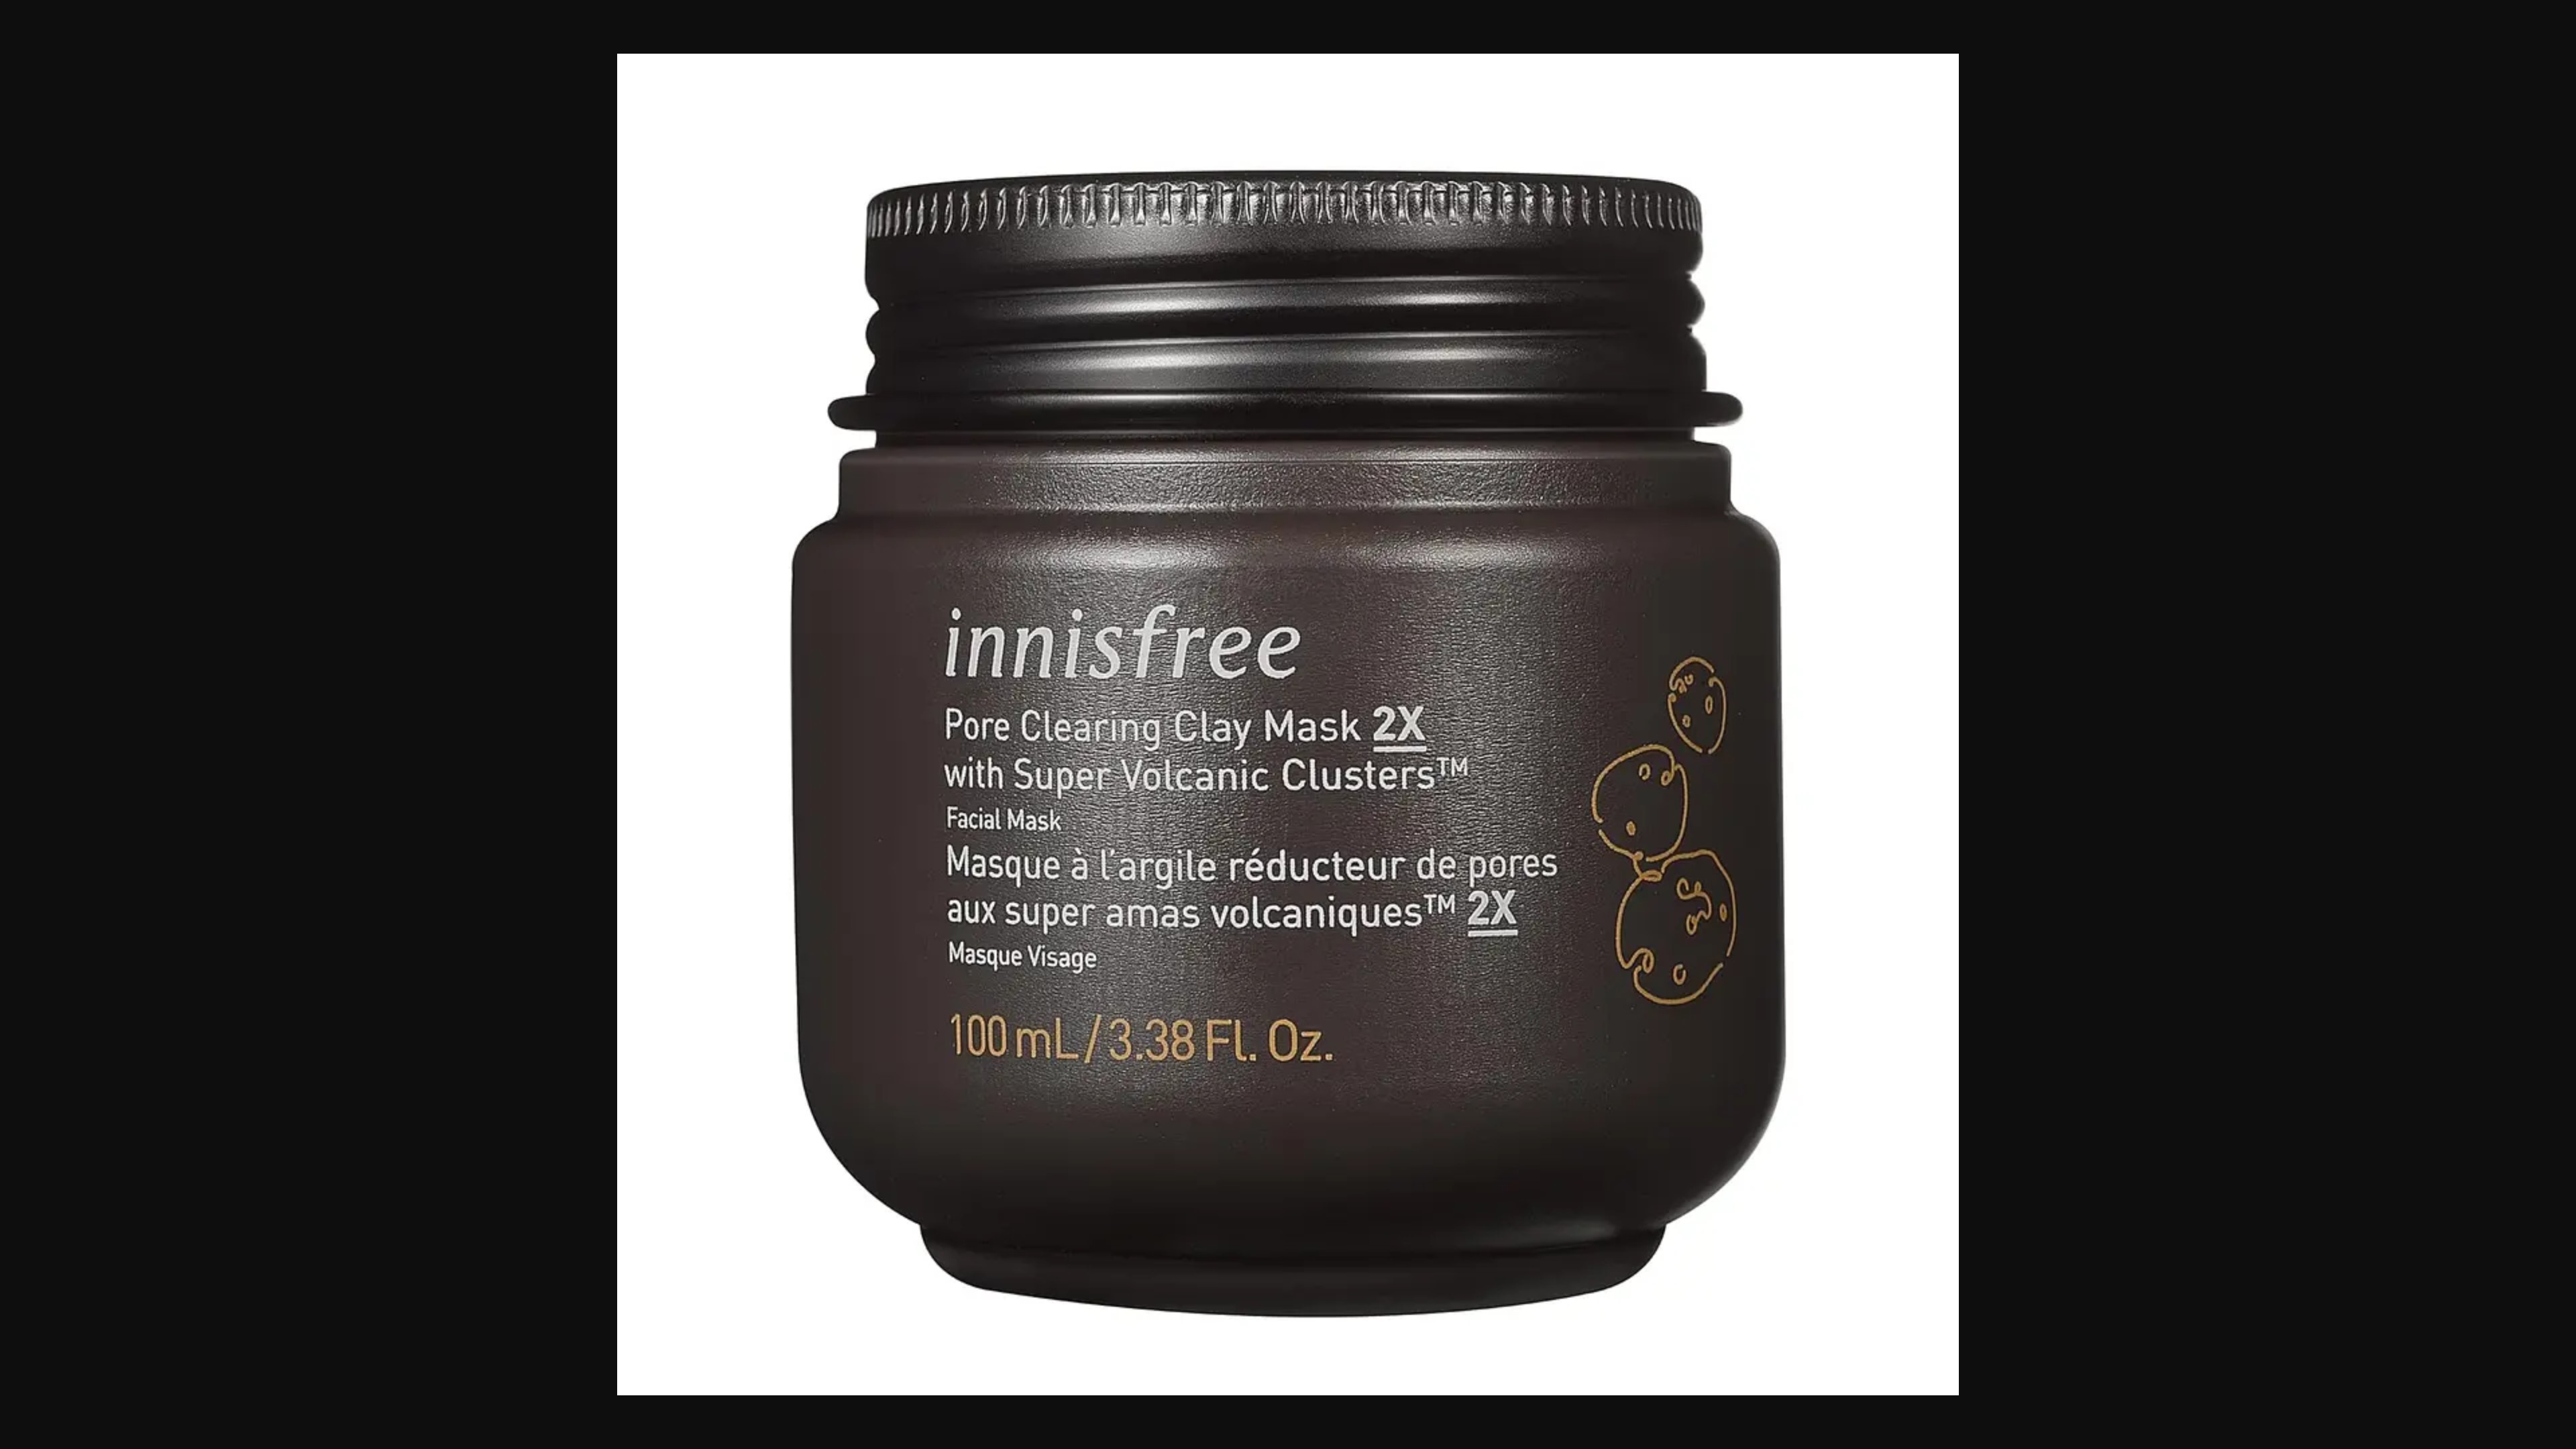 innisfree
Pore Clearing Clay Mask 2X
with Super Volcanic Clusters™
Facial Mask
Masque à l'argile réducteur de pores
aux super amas volcaniques™ 2X
Masque Visage
100 mL / 3.38 Fl. Oz.